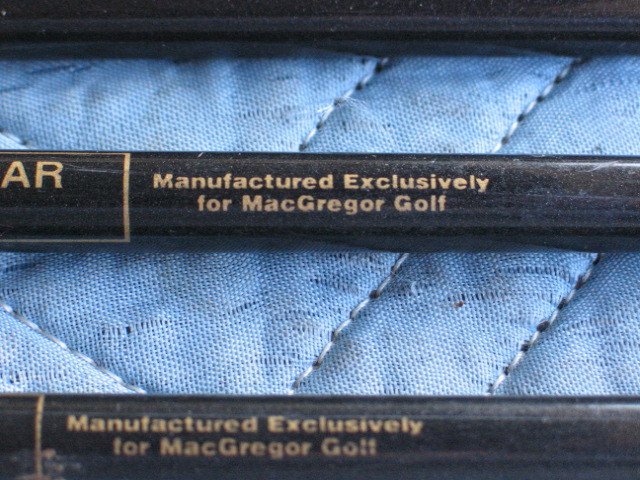 AR
Manufactured Exclusively
for MacGregor Golf
Manufactured Exclusively
for MacGregor Golf